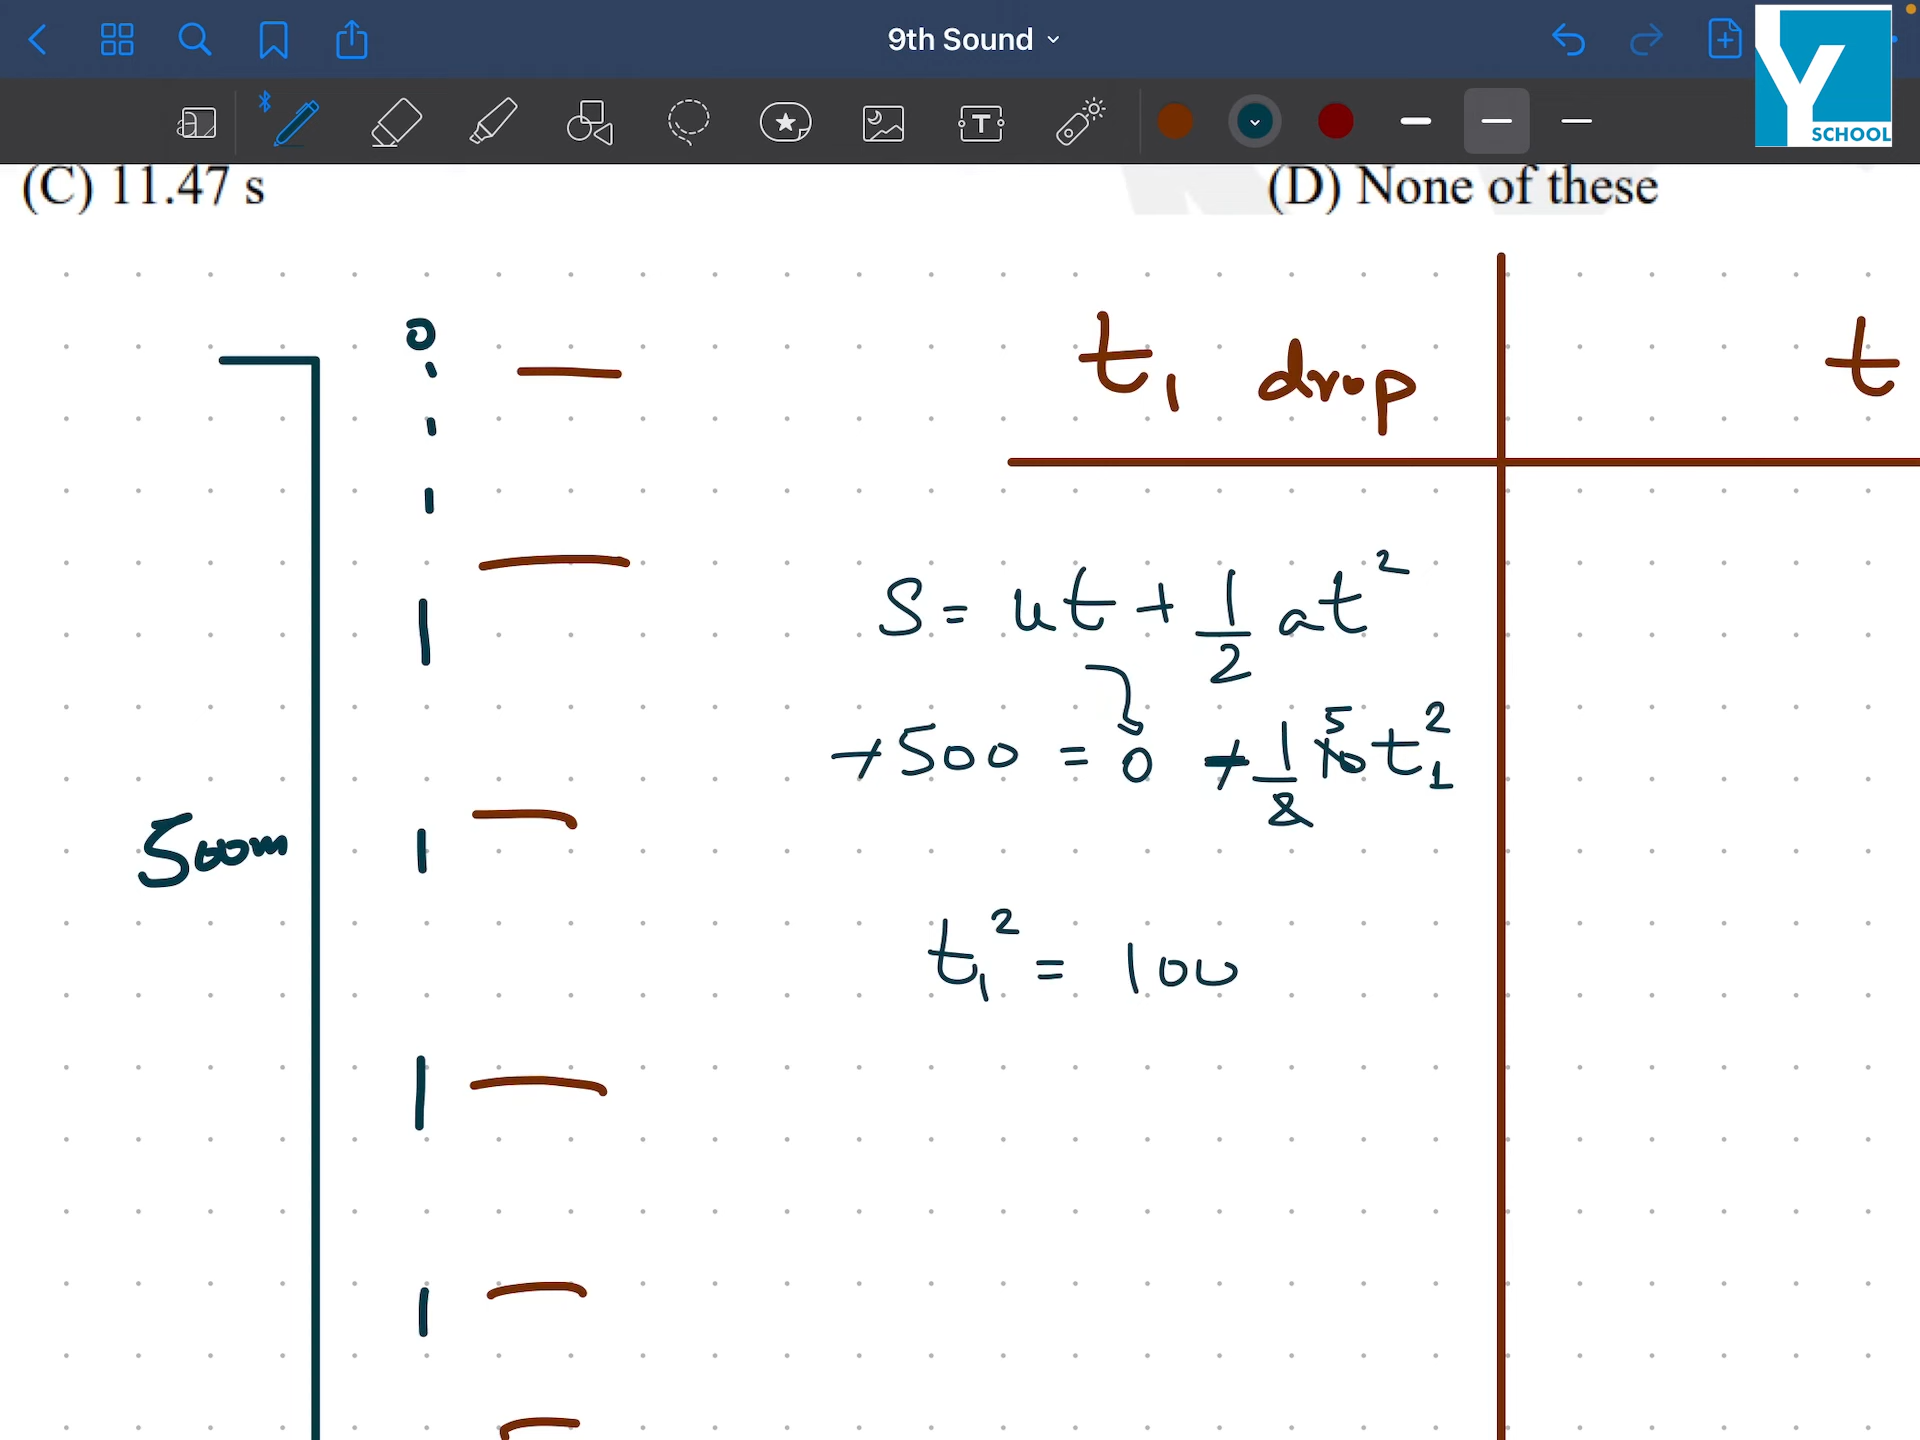 9th Sound
Y SCHOOL
(C) 11.47 s
(D) None of these
t₁ drop
t
S = ut + 1/2 at²
+500 = 0 + 1/2 10 5 t₁²
500m
t₁² = 100